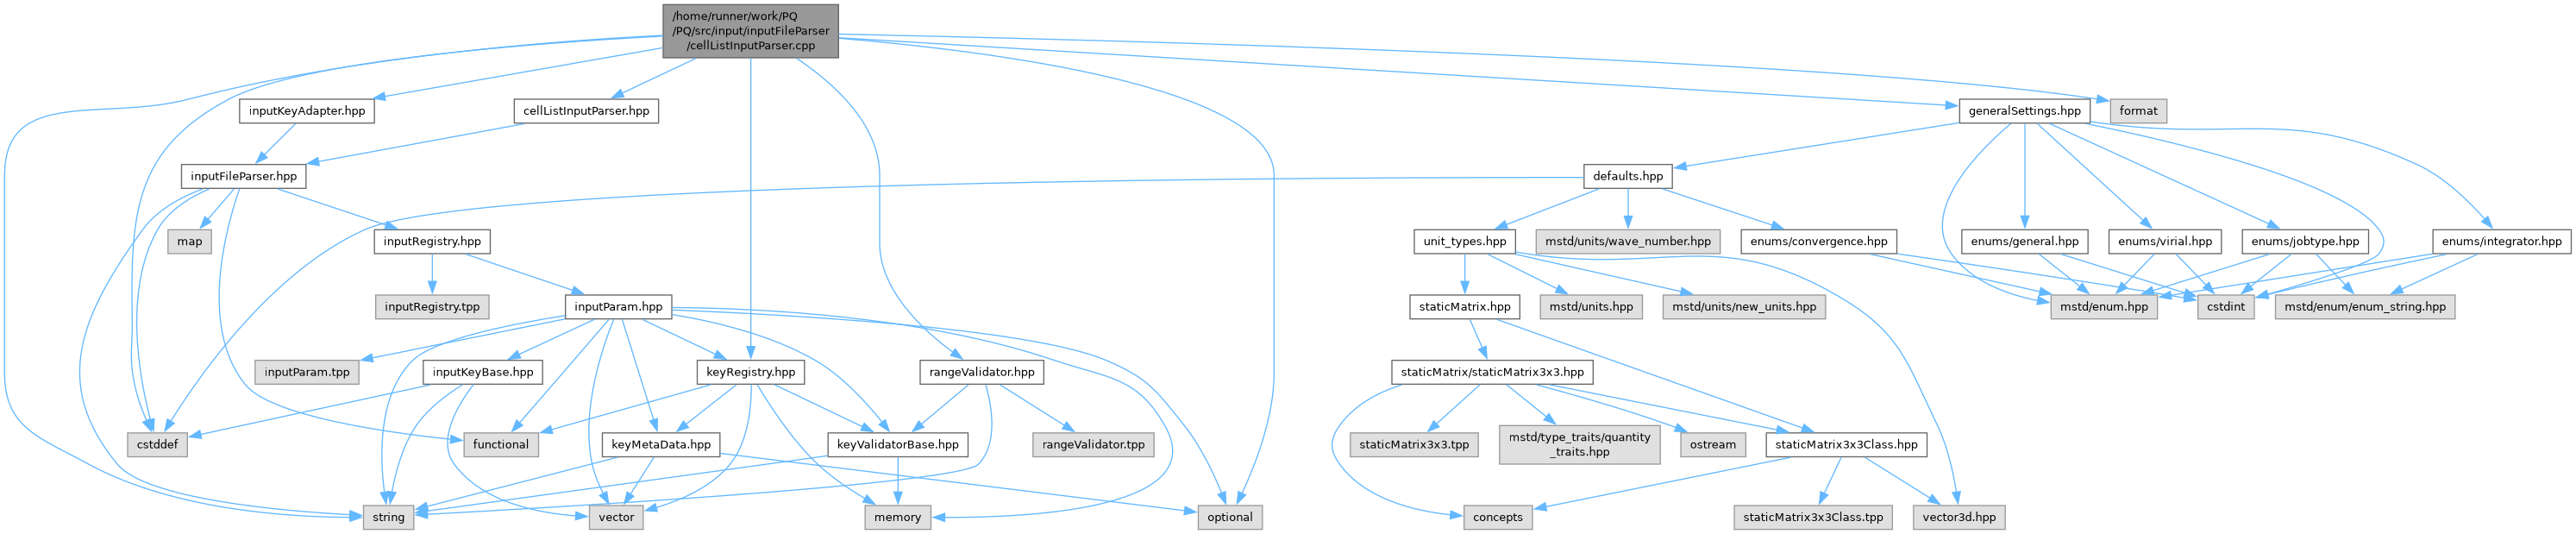 /home/runner/work/PQ
/PQ/src/input/inputFileParser
/cellListInputParser.cpp
inputKeyAdapter.hpp
cellListInputParser.hpp
generalSettings.hpp
format
inputFileParser.hpp
defaults.hpp
map
inputRegistry.hpp
unit_types.hpp
mstd/units/wave_number.hpp
enums/convergence.hpp
enums/general.hpp
enums/virial.hpp
enums/jobtype.hpp
enums/integrator.hpp
inputRegistry.tpp
inputParam.hpp
staticMatrix.hpp
mstd/units.hpp
mstd/units/new_units.hpp
mstd/enum.hpp
cstdint
mstd/enum/enum_string.hpp
inputParam.tpp
inputKeyBase.hpp
keyRegistry.hpp
rangeValidator.hpp
staticMatrix/staticMatrix3x3.hpp
cstddef
functional
keyMetaData.hpp
keyValidatorBase.hpp
rangeValidator.tpp
staticMatrix3x3.tpp
mstd/type_traits/quantity
_traits.hpp
ostream
staticMatrix3x3Class.hpp
string
vector
memory
optional
concepts
staticMatrix3x3Class.tpp
vector3d.hpp